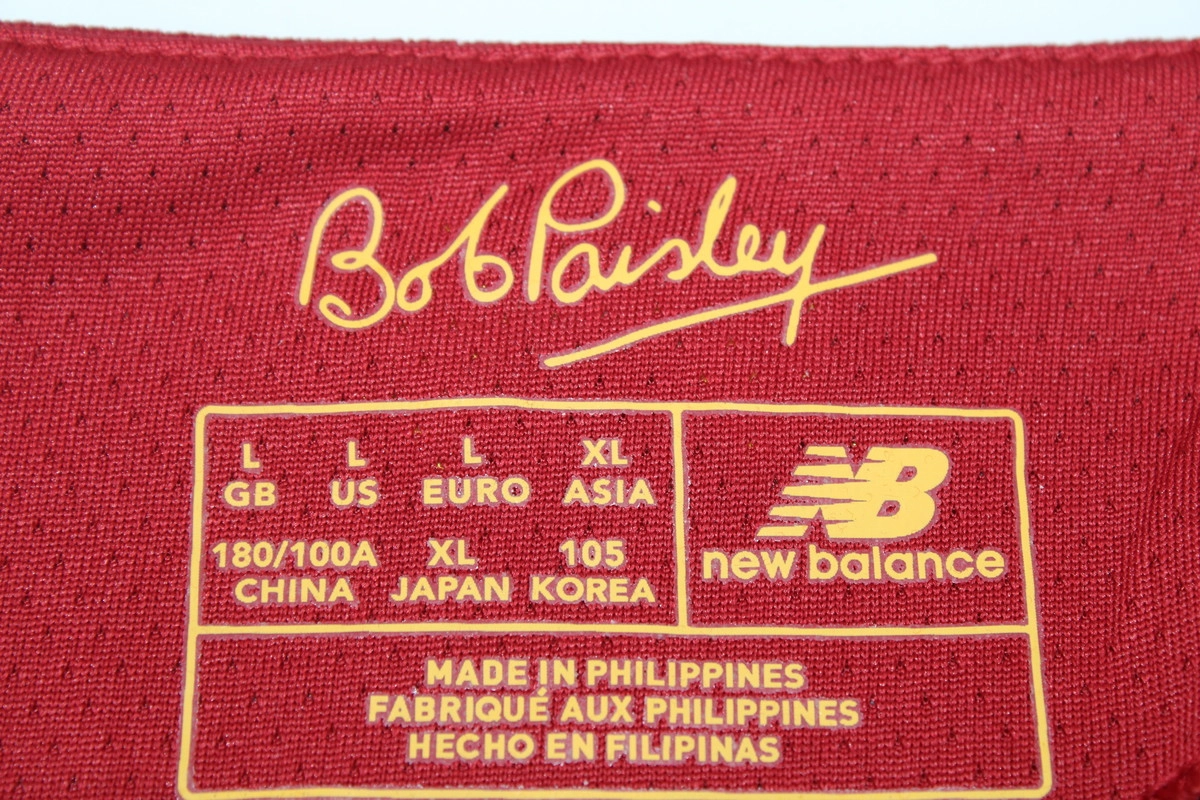 Bob Paisley
L L L XL
GB US EURO ASIA
180/100A XL 105
CHINA JAPAN KOREA
NB
new balance
MADE IN PHILIPPINES
FABRIQUÉ AUX PHILIPPINES
HECHO EN FILIPINAS